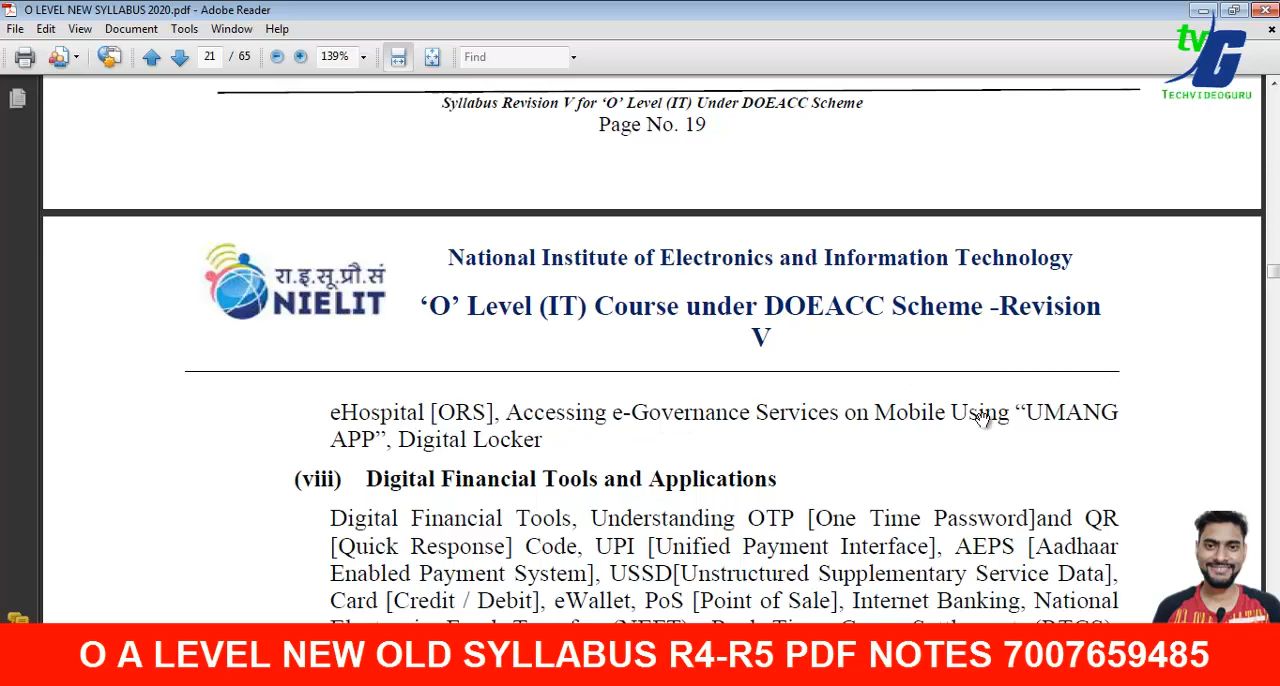 O LEVEL NEW SYLLABUS 2020.pdf - Adobe Reader
File Edit View Document Tools Window Help
21 / 65 139% Find
tv G
TECHVIDEOGURU
Syllabus Revision V for ‘O’ Level (IT) Under DOEACC Scheme
Page No. 19
रा.इ.सू.प्रौ.सं
NIELIT
National Institute of Electronics and Information Technology
‘O’ Level (IT) Course under DOEACC Scheme -Revision
V
eHospital [ORS], Accessing e-Governance Services on Mobile Using “UMANG
APP”, Digital Locker
(viii) Digital Financial Tools and Applications
Digital Financial Tools, Understanding OTP [One Time Password]and QR
[Quick Response] Code, UPI [Unified Payment Interface], AEPS [Aadhaar
Enabled Payment System], USSD[Unstructured Supplementary Service Data],
Card [Credit / Debit], eWallet, PoS [Point of Sale], Internet Banking, National
O A LEVEL NEW OLD SYLLABUS R4-R5 PDF NOTES 7007659485